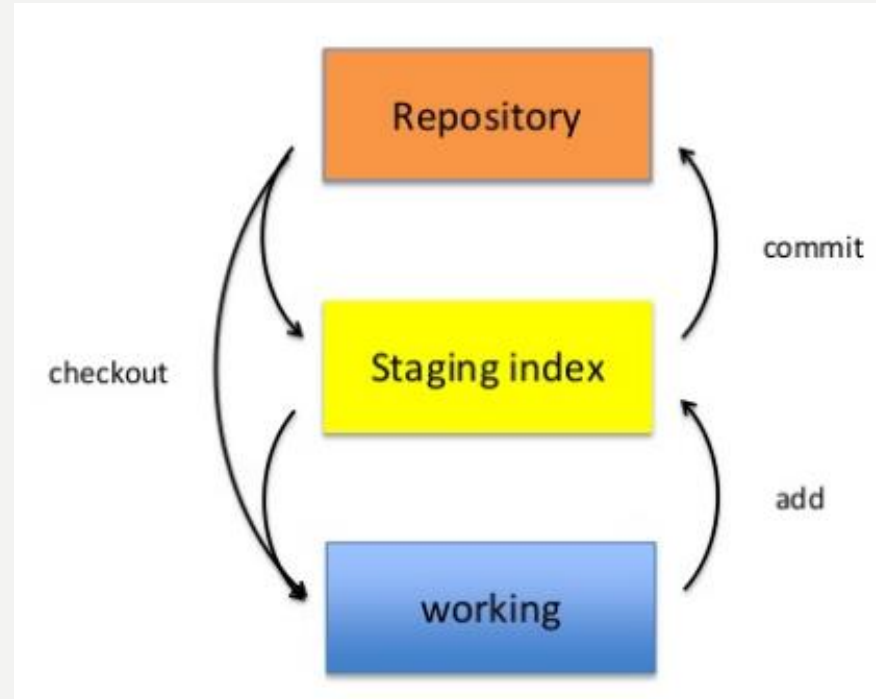 Repository
commit
Staging index
checkout
add
working